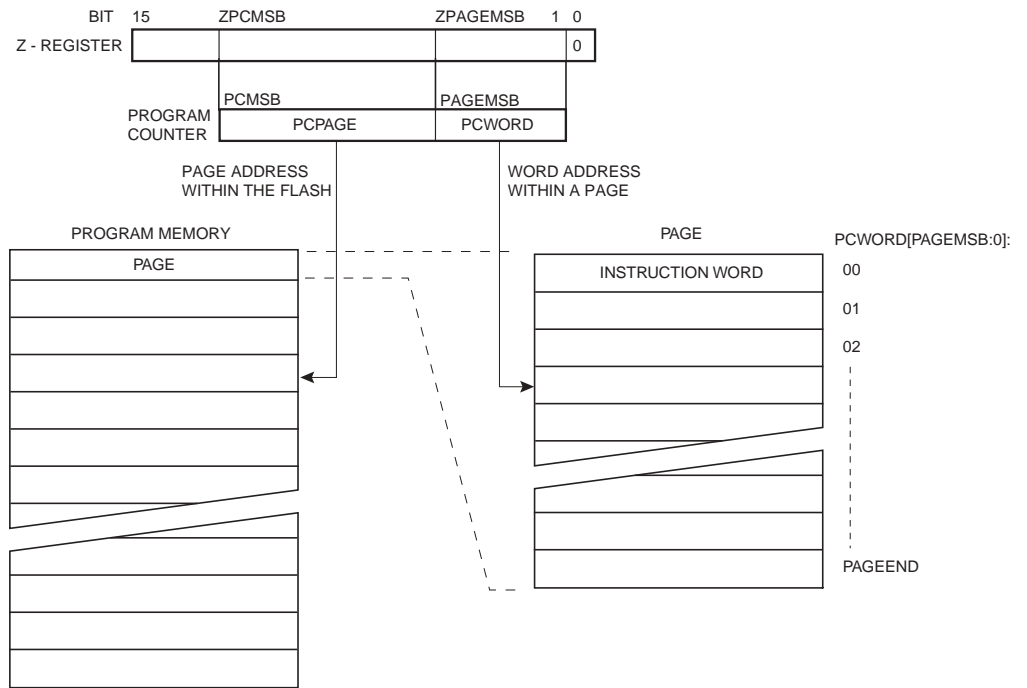 BIT 15 ZPCMSB ZPAGEMSB 1 0
Z - REGISTER 0
PCMSB PAGEMSB
PROGRAM
COUNTER
PCPAGE PCWORD
PAGE ADDRESS
WITHIN THE FLASH
WORD ADDRESS
WITHIN A PAGE
PROGRAM MEMORY
PAGE
PAGE
INSTRUCTION WORD
PCWORD[PAGEMSB:0]:
00
01
02
PAGEEND